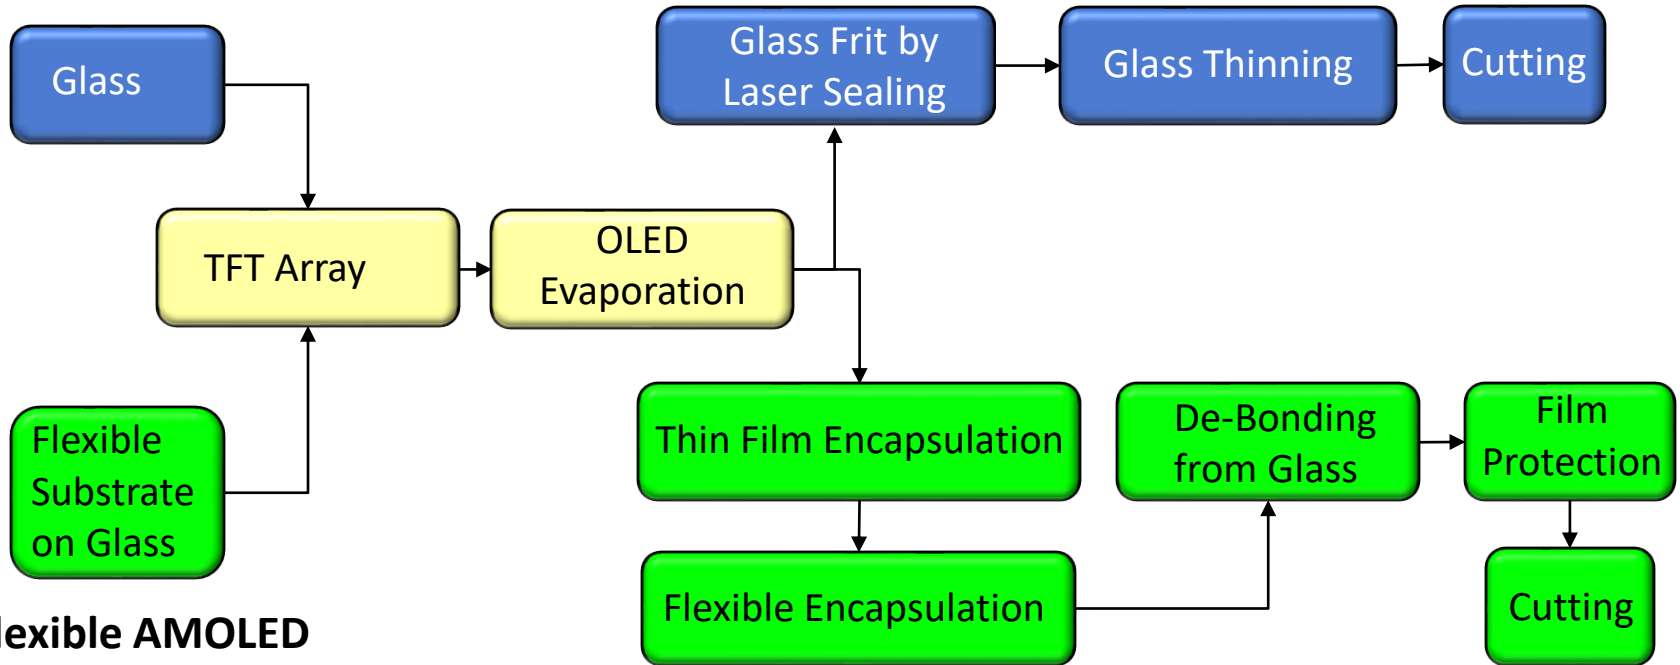 Glass
Glass Frit by
Laser Sealing
Glass Thinning
Cutting
TFT Array
OLED
Evaporation
Flexible
Substrate
on Glass
Thin Film Encapsulation
De-Bonding
from Glass
Film
Protection
Flexible Encapsulation
Cutting
lexible AMOLED